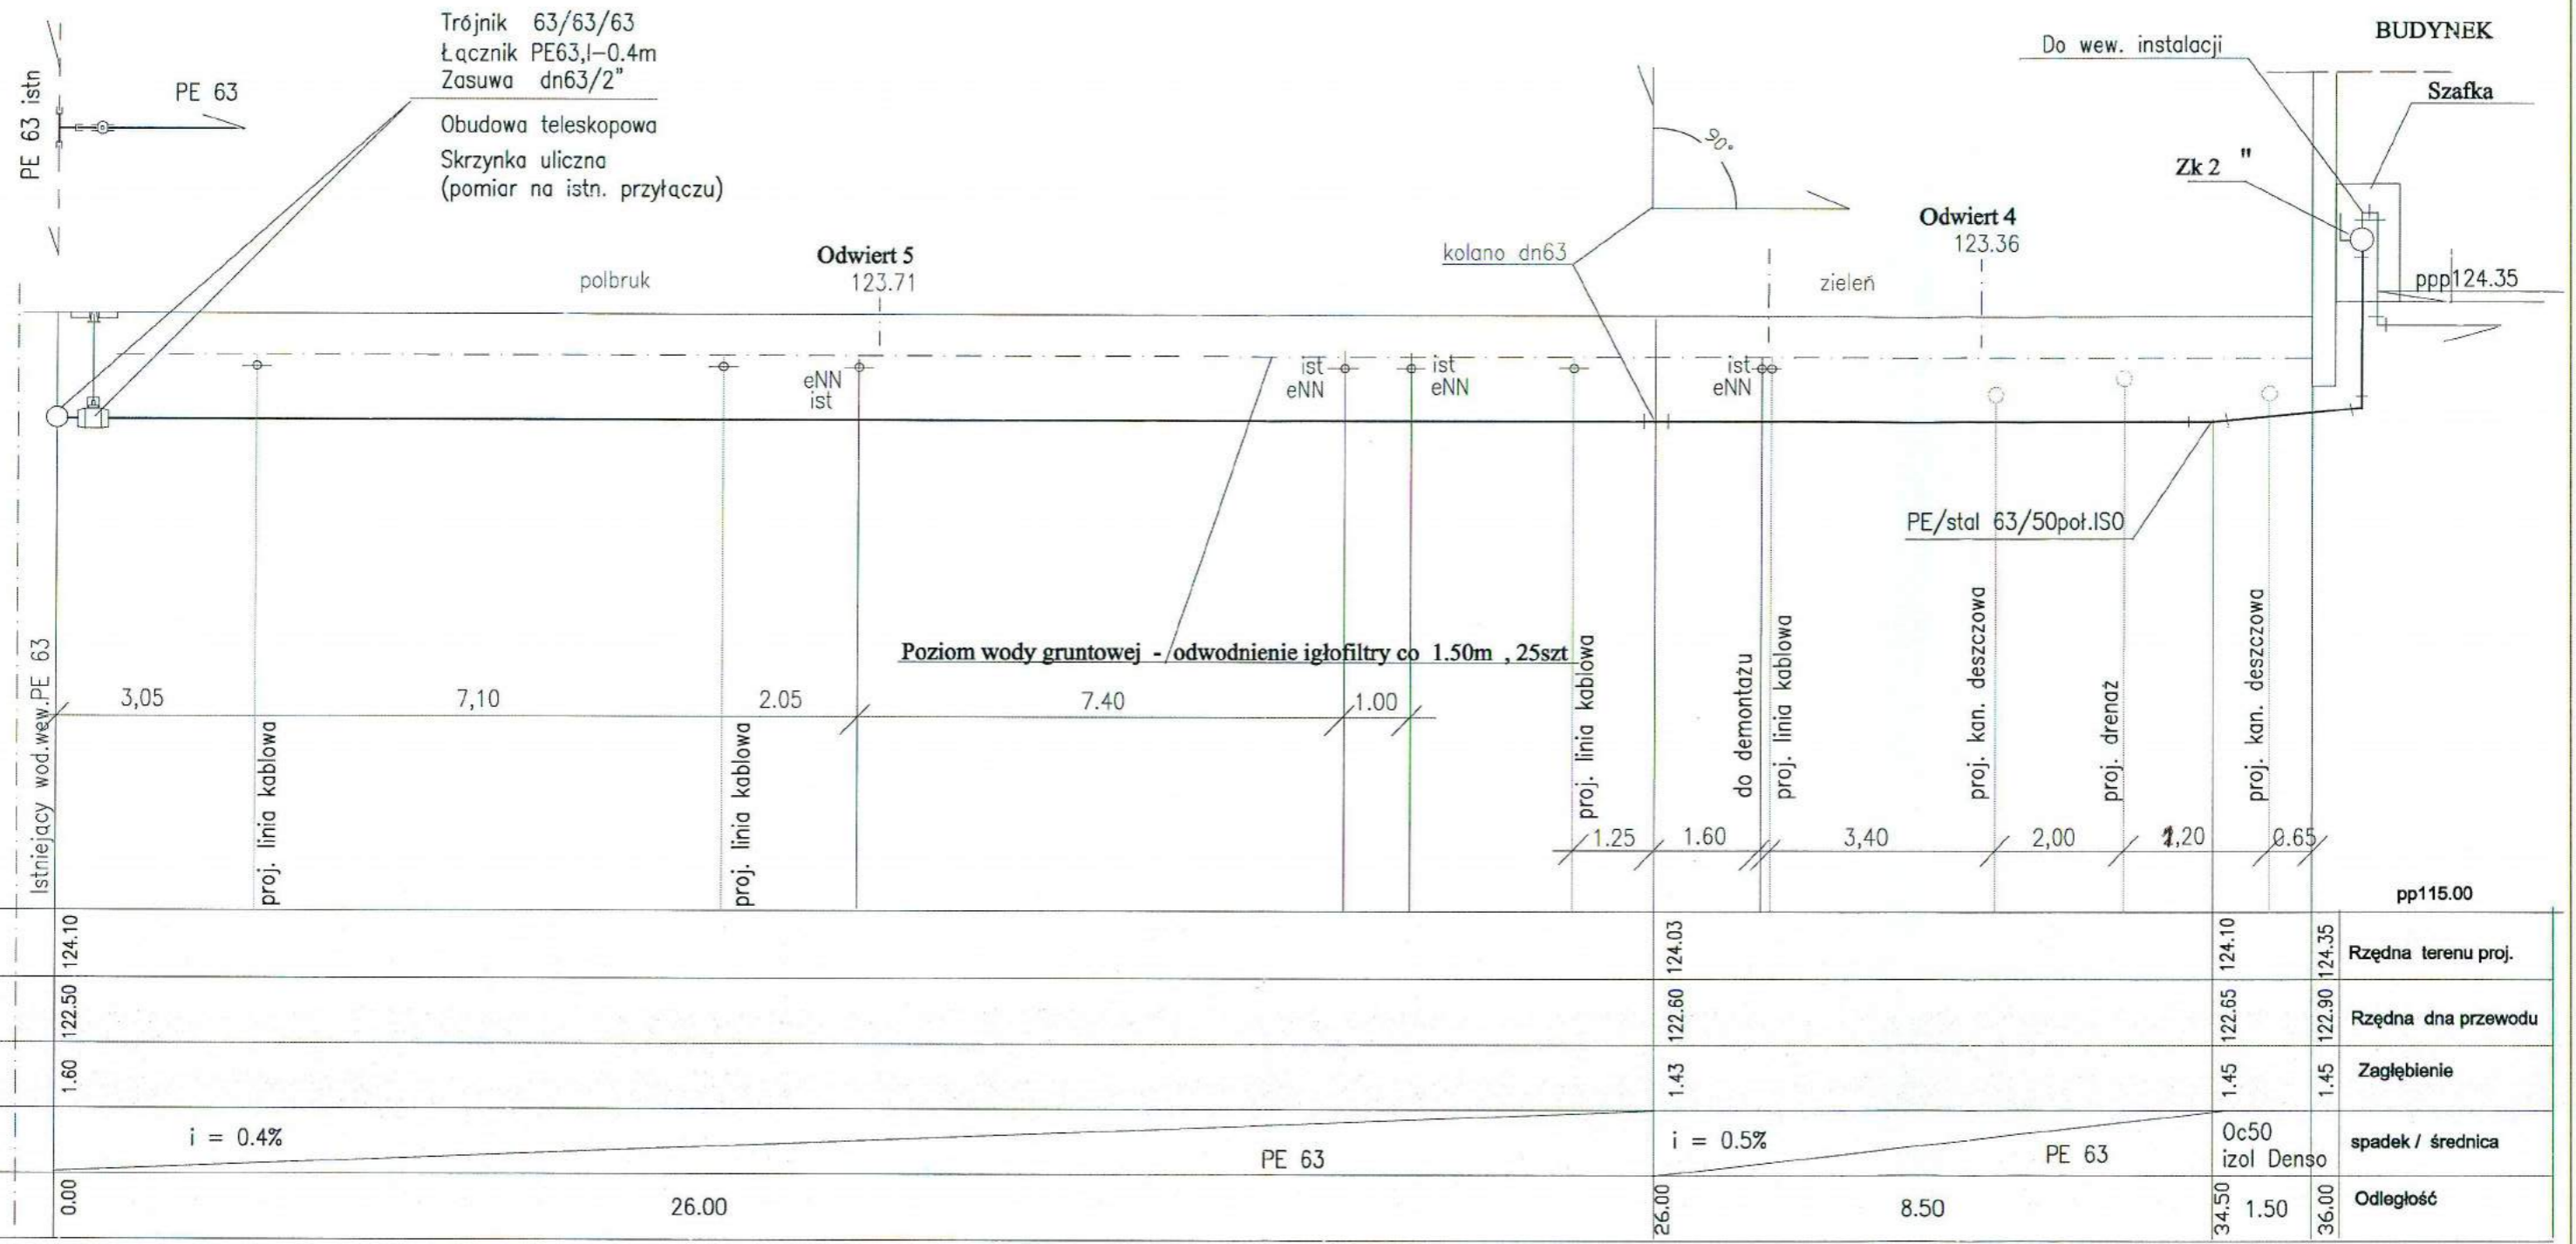 Trójnik 63/63/63
Łącznik PE63,l-0.4m
Zasuwa dn63/2"
Obudowa teleskopowa
Skrzynka uliczna
(pomiar na istn. przyłączu)
PE 63 istn
PE 63
BUDYNEK
Do wew. instalacji
Szafka
Zk 2 "
90°
Odwiert 4
123.36
Odwiert 5
123.71
kolano dn63
polbruk
zieleń
ppp124.35
eNN
ist
ist
eNN
ist
eNN
ist
eNN
PE/stal 63/50poł.ISO
Poziom wody gruntowej - odwodnienie igłofiltry co 1.50m , 25szt
Istniejący wod.wew.PE 63
3,05
7,10
2.05
7.40
1.00
proj. linia kablowa
proj. linia kablowa
proj. linia kablowa
do demontażu
proj. linia kablowa
proj. kan. deszczowa
proj. drenaż
proj. kan. deszczowa
1.25
1.60
3,40
2,00
1,20
0.65
pp115.00
124.10
124.03
124.10
124.35
Rzędna terenu proj.
122.50
122.60
122.65
122.90
Rzędna dna przewodu
1.60
1.43
1.45
1.45
Zagłębienie
i = 0.4%
PE 63
i = 0.5%
PE 63
Oc50
izol Denso
spadek / średnica
0.00
26.00
26.00
8.50
34.50
1.50
36.00
Odległość